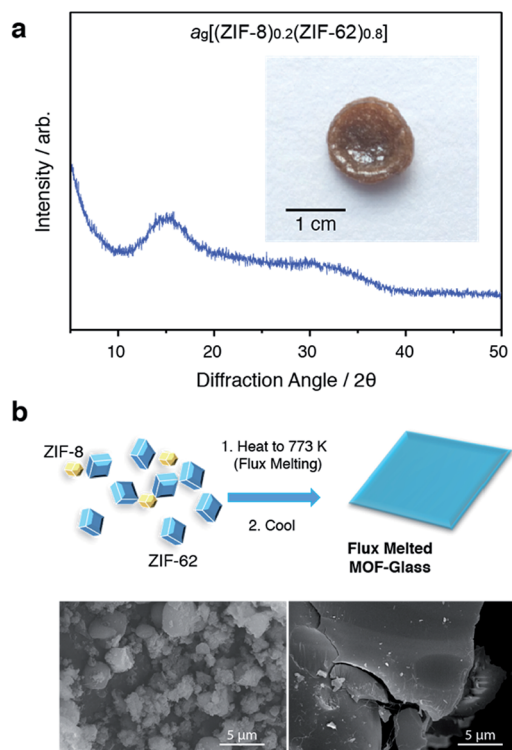 a
ag[(ZIF-8)0.2(ZIF-62)0.8]
Intensity / arb.
1 cm
10 20 30 40 50
Diffraction Angle / 2θ
b
ZIF-8
ZIF-62
1. Heat to 773 K
(Flux Melting)
2. Cool
Flux Melted
MOF-Glass
5 µm
5 µm